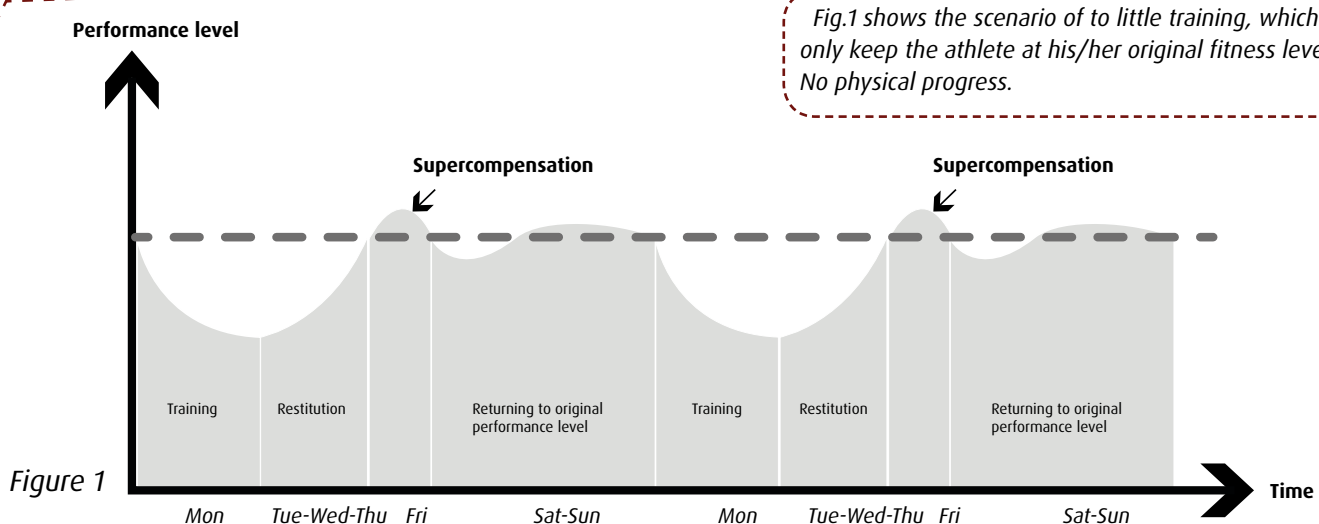 Performance level
Fig.1 shows the scenario of to little training, which
only keep the athlete at his/her original fitness leve
No physical progress.
Supercompensation
Supercompensation
Training
Restitution
Returning to original
performance level
Training
Restitution
Returning to original
performance level
Figure 1
Time
Mon
Tue-Wed-Thu
Fri
Sat-Sun
Mon
Tue-Wed-Thu
Fri
Sat-Sun